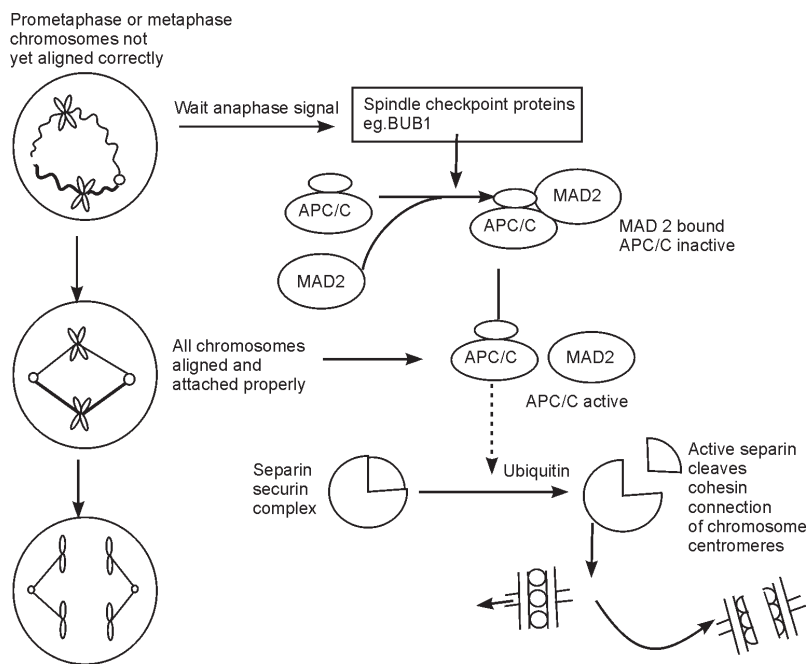 Prometaphase or metaphase
chromosomes not
yet aligned correctly
Wait anaphase signal
Spindle checkpoint proteins
eg.BUB1
APC/C
MAD2
APC/C
MAD2
MAD 2 bound
APC/C inactive
All chromosomes
aligned and
attached properly
APC/C
MAD2
APC/C active
Separin
securin
complex
Ubiquitin
Active separin
cleaves
cohesin
connection
of chromosome
centromeres